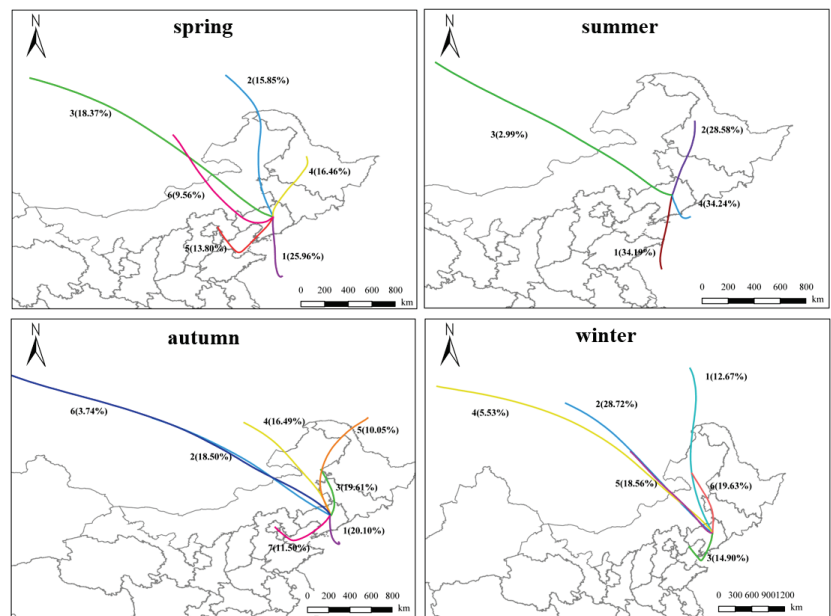 N
spring
2(15.85%)
3(18.37%)
4(16.46%)
6(9.56%)
5(13.80%)
1(25.96%)
0 200 400 600 800 km
N
summer
2(28.58%)
3(2.99%)
4(34.24%)
1(34.19%)
0 200 400 600 800 km
N
autumn
6(3.74%)
4(16.49%)
5(10.05%)
2(18.50%)
3(19.61%)
1(20.10%)
7(11.50%)
0 200 400 600 800 km
N
winter
1(12.67%)
2(28.72%)
4(5.53%)
5(18.56%)
6(19.63%)
3(14.90%)
0 300 600 900 1200 km